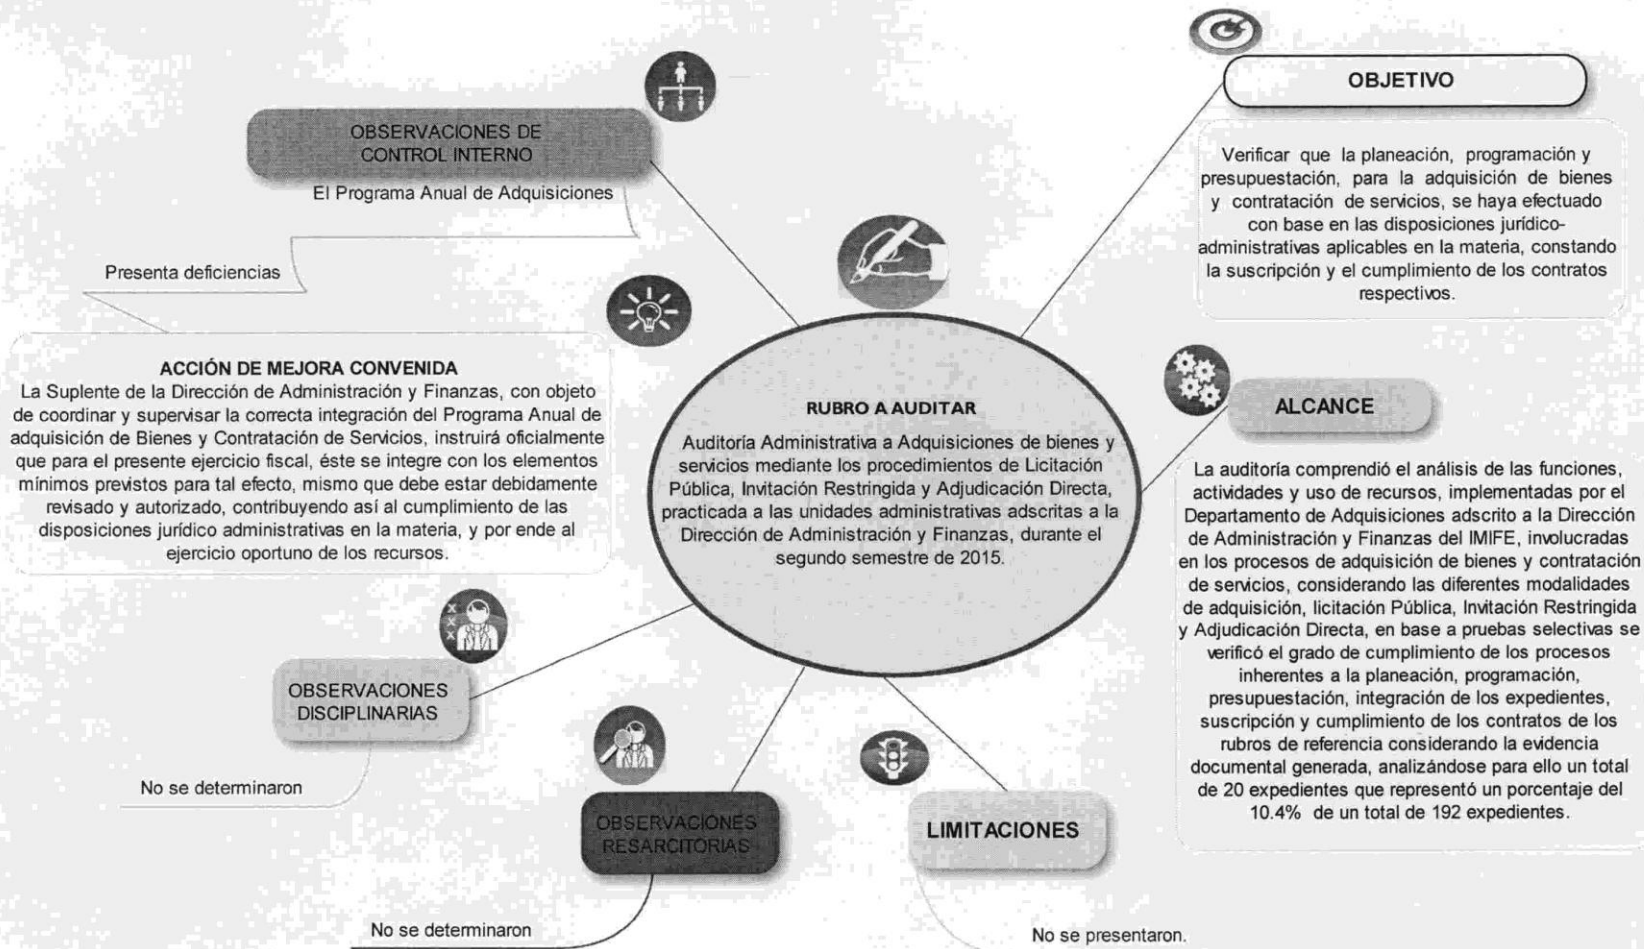 OBSERVACIONES DE
CONTROL INTERNO
El Programa Anual de Adquisiciones
Presenta deficiencias
ACCIÓN DE MEJORA CONVENIDA
La Suplente de la Dirección de Administración y Finanzas, con objeto
de coordinar y supervisar la correcta integración del Programa Anual de
adquisición de Bienes y Contratación de Servicios, instruirá oficialmente
que para el presente ejercicio fiscal, éste se integre con los elementos
mínimos previstos para tal efecto, mismo que debe estar debidamente
revisado y autorizado, contribuyendo así al cumplimiento de las
disposiciones jurídico administrativas en la materia, y por ende al
ejercicio oportuno de los recursos.
OBJETIVO
Verificar que la planeación, programación y
presupuestación, para la adquisición de bienes
y contratación de servicios, se haya efectuado
con base en las disposiciones jurídico-
administrativas aplicables en la materia, constando
la suscripción y el cumplimiento de los contratos
respectivos.
RUBRO A AUDITAR
Auditoría Administrativa a Adquisiciones de bienes y
servicios mediante los procedimientos de Licitación
Pública, Invitación Restringida y Adjudicación Directa,
practicada a las unidades administrativas adscritas a la
Dirección de Administración y Finanzas, durante el
segundo semestre de 2015.
ALCANCE
La auditoría comprendió el análisis de las funciones,
actividades y uso de recursos, implementadas por el
Departamento de Adquisiciones adscrito a la Dirección
de Administración y Finanzas del IMIFE, involucradas
en los procesos de adquisición de bienes y contratación
de servicios, considerando las diferentes modalidades
de adquisición, licitación Pública, Invitación Restringida
y Adjudicación Directa, en base a pruebas selectivas se
verificó el grado de cumplimiento de los procesos
inherentes a la planeación, programación,
presupuestación, integración de los expedientes,
suscripción y cumplimiento de los contratos de los
rubros de referencia considerando la evidencia
documental generada, analizándose para ello un total
de 20 expedientes que representó un porcentaje del
10.4% de un total de 192 expedientes.
OBSERVACIONES
DISCIPLINARIAS
No se determinaron
OBSERVACIONES
RESARCITORIAS
No se determinaron
LIMITACIONES
No se presentaron.